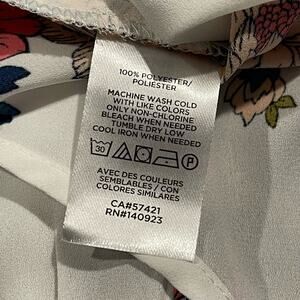 100% POLYESTER/
POLIESTER
MACHINE WASH COLD
WITH LIKE COLORS
ONLY NON-CHLORINE
BLEACH WHEN NEEDED
TUMBLE DRY LOW
COOL IRON WHEN NEEDED
30 P
AVEC DES COULEURS
SEMBLABLES / CON
COLORES SIMILARES
CA#57421
RN#140923